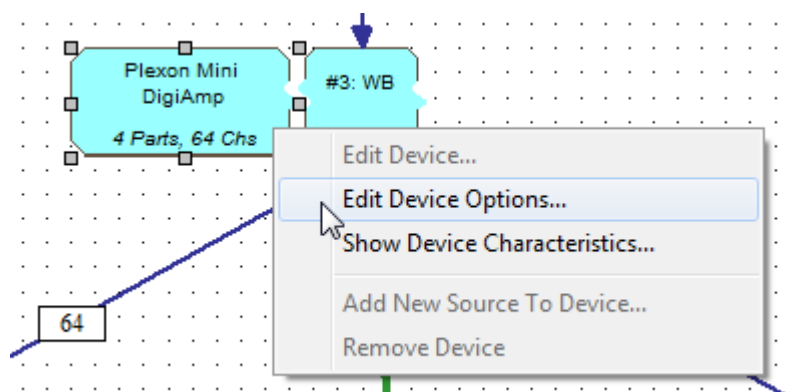 Plexon Mini
DigiAmp
4 Parts, 64 Chs
#3: WB
Edit Device...
Edit Device Options...
Show Device Characteristics...
Add New Source To Device...
Remove Device
64